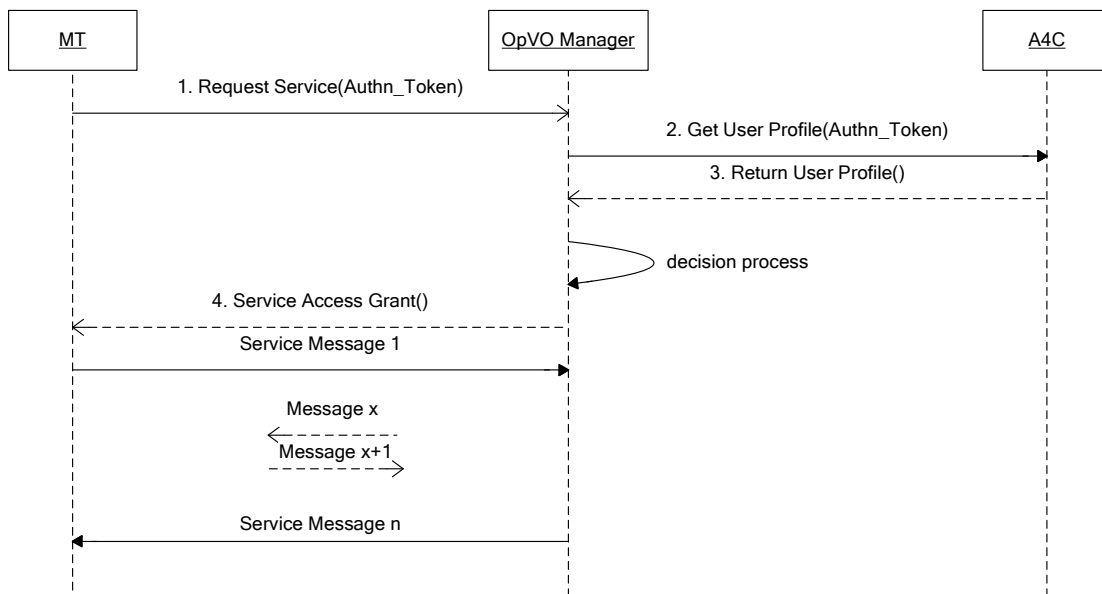 MT
OpVO Manager
A4C
1. Request Service(Authn_Token)
2. Get User Profile(Authn_Token)
3. Return User Profile()
decision process
4. Service Access Grant()
Service Message 1
Message x
Message x+1
Service Message n